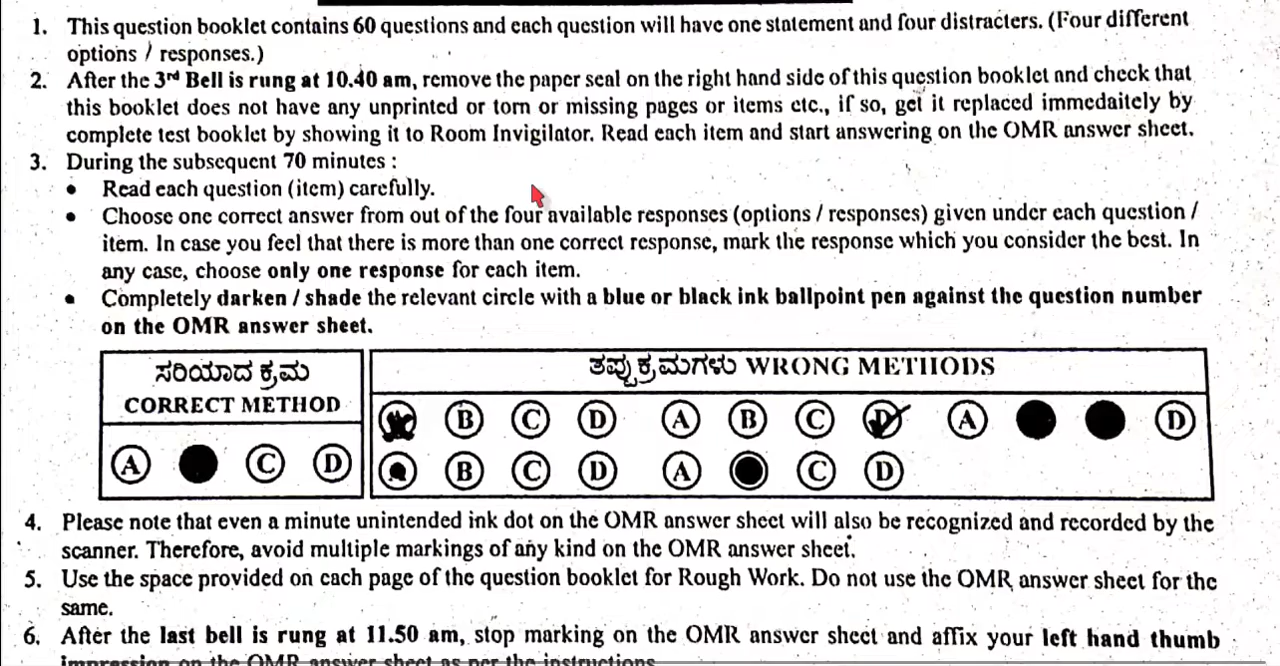 1. This question booklet contains 60 questions and each question will have one statement and four distracters. (Four different
options / responses.)
2. After the 3rd Bell is rung at 10.40 am, remove the paper seal on the right hand side of this question booklet and check that
this booklet does not have any unprinted or torn or missing pages or items etc., if so, get it replaced immedaitely by
complete test booklet by showing it to Room Invigilator. Read each item and start answering on the OMR answer sheet.
3. During the subsequent 70 minutes :
• Read each question (item) carefully.
• Choose one correct answer from out of the four available responses (options / responses) given under each question /
item. In case you feel that there is more than one correct response, mark the response which you consider the best. In
any case, choose only one response for each item.
• Completely darken / shade the relevant circle with a blue or black ink ballpoint pen against the question number
on the OMR answer sheet.
ಸರಿಯಾದ ಕ್ರಮ
CORRECT METHOD
A C D
ತಪ್ಪು ಕ್ರಮಗಳು WRONG METHODS
B C D A B C D A D
B C D A C D
4. Please note that even a minute unintended ink dot on the OMR answer sheet will also be recognized and recorded by the
scanner. Therefore, avoid multiple markings of any kind on the OMR answer sheet.
5. Use the space provided on each page of the question booklet for Rough Work. Do not use the OMR answer sheet for the
same.
6. After the last bell is rung at 11.50 am, stop marking on the OMR answer sheet and affix your left hand thumb
impression on the OMR answer sheet as per the instructions.